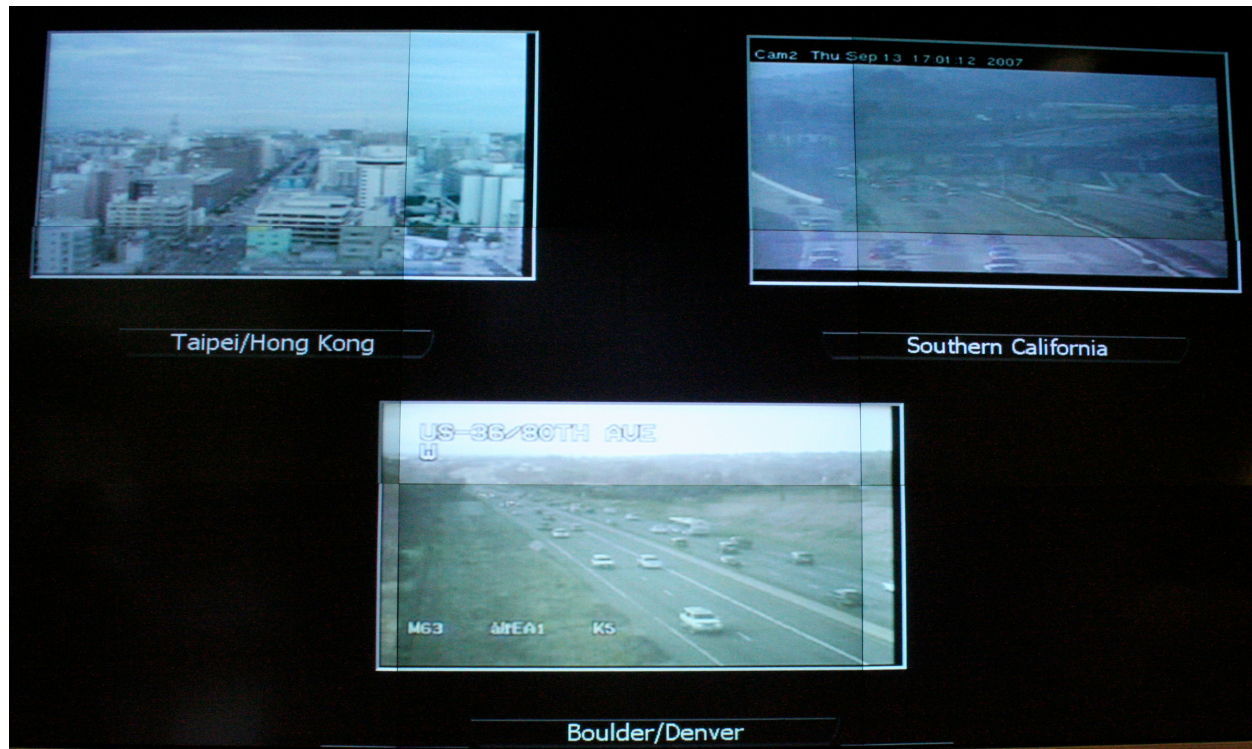 Cam2 Thu Sep 13 17:01:12 2007
Taipei/Hong Kong
Southern California
US-36/80TH AVE
W
M63 AltEA1 K5
Boulder/Denver